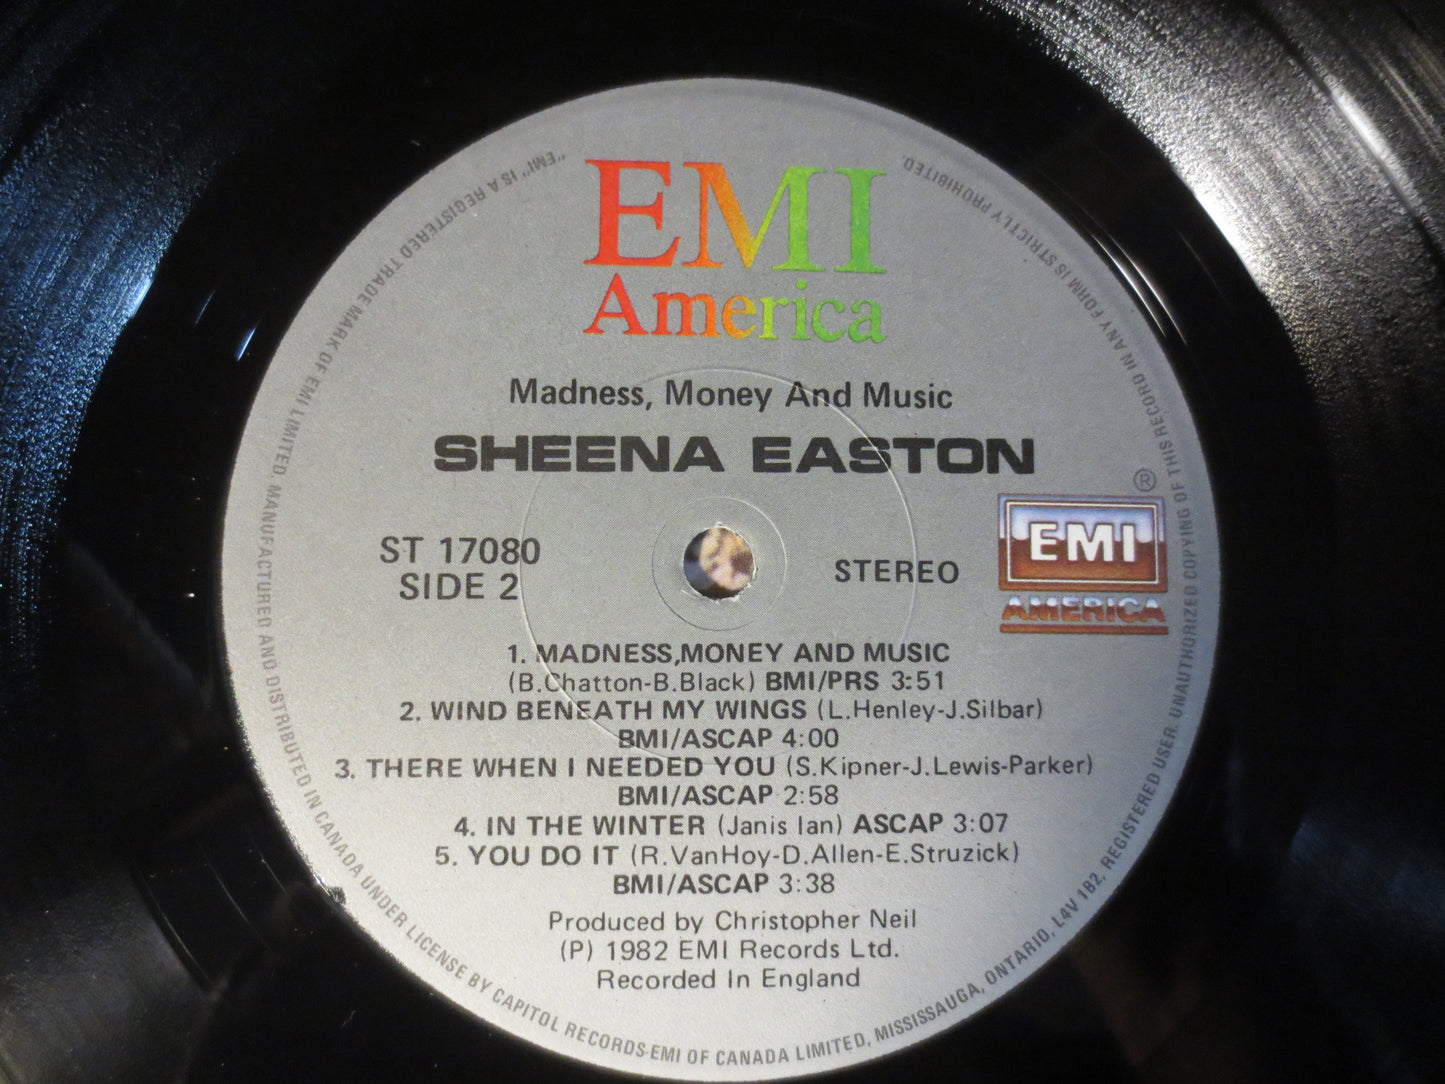 EMI
America
Madness, Money And Music
SHEENA EASTON
ST 17080
SIDE 2
STEREO
®
EMI
AMERICA
1. MADNESS,MONEY AND MUSIC
(B.Chatton-B.Black) BMI/PRS 3:51
2. WIND BENEATH MY WINGS (L.Henley-J.Silbar)
BMI/ASCAP 4:00
3. THERE WHEN I NEEDED YOU (S.Kipner-J.Lewis-Parker)
BMI/ASCAP 2:58
4. IN THE WINTER (Janis Ian) ASCAP 3:07
5. YOU DO IT (R.VanHoy-D.Allen-E.Struzick)
BMI/ASCAP 3:38
Produced by Christopher Neil
(P) 1982 EMI Records Ltd.
Recorded In England
"EMI" IS A REGISTERED TRADE MARK OF EMI LIMITED. MANUFACTURED AND DISTRIBUTED IN CANADA UNDER LICENSE BY CAPITOL RECORDS-EMI OF CANADA LIMITED, MISSISSAUGA, ONTARIO, L4V 1B2, REGISTERED USER. UNAUTHORIZED COPYING OF THIS RECORD IN ANY FORM IS STRICTLY PROHIBITED.